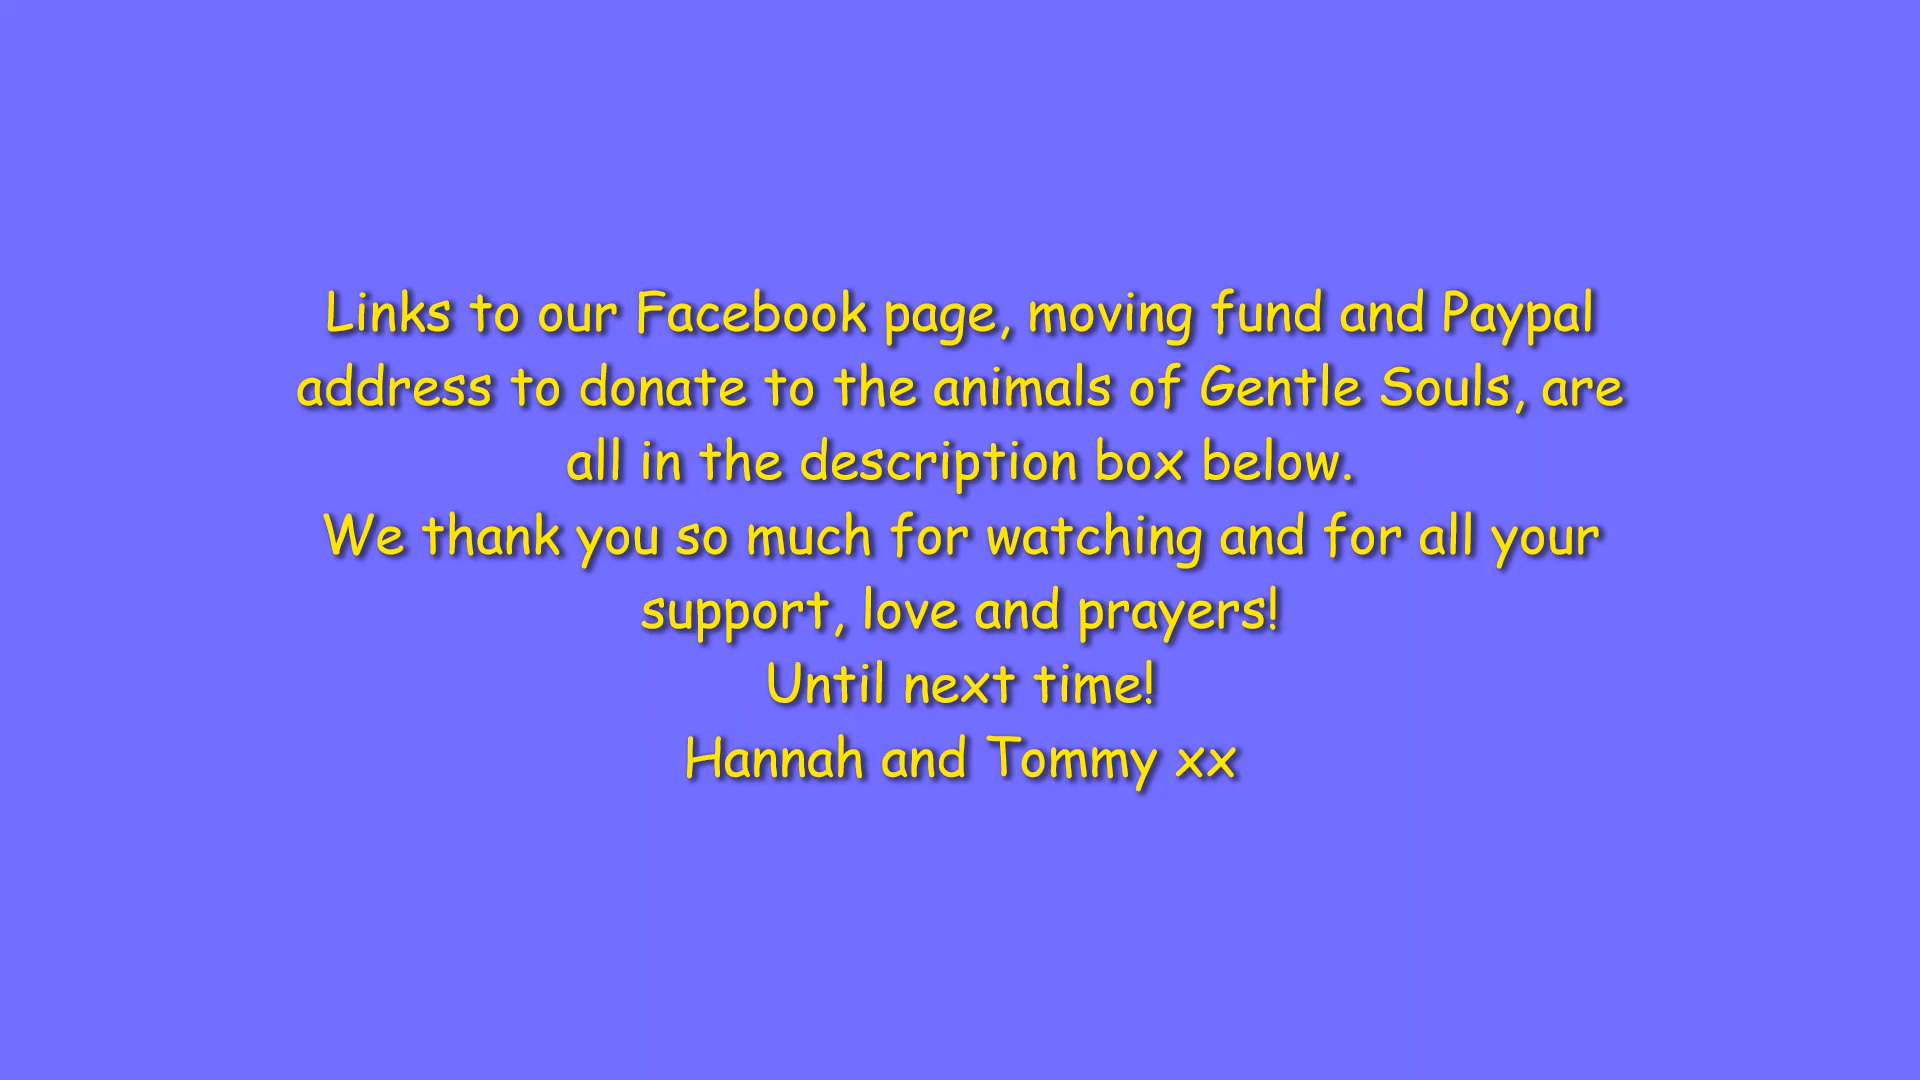 Links to our Facebook page, moving fund and Paypal
address to donate to the animals of Gentle Souls, are
all in the description box below.
We thank you so much for watching and for all your
support, love and prayers!
Until next time!
Hannah and Tommy xx